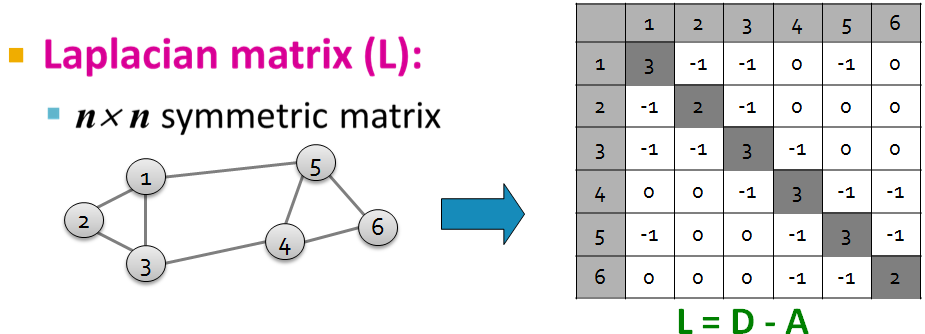 Laplacian matrix (L):
n× n symmetric matrix
1
5
2
6
4
3
1 2 3 4 5 6
1 3 -1 -1 0 -1 0
2 -1 2 -1 0 0 0
3 -1 -1 3 -1 0 0
4 0 0 -1 3 -1 -1
5 -1 0 0 -1 3 -1
6 0 0 0 -1 -1 2
L = D - A